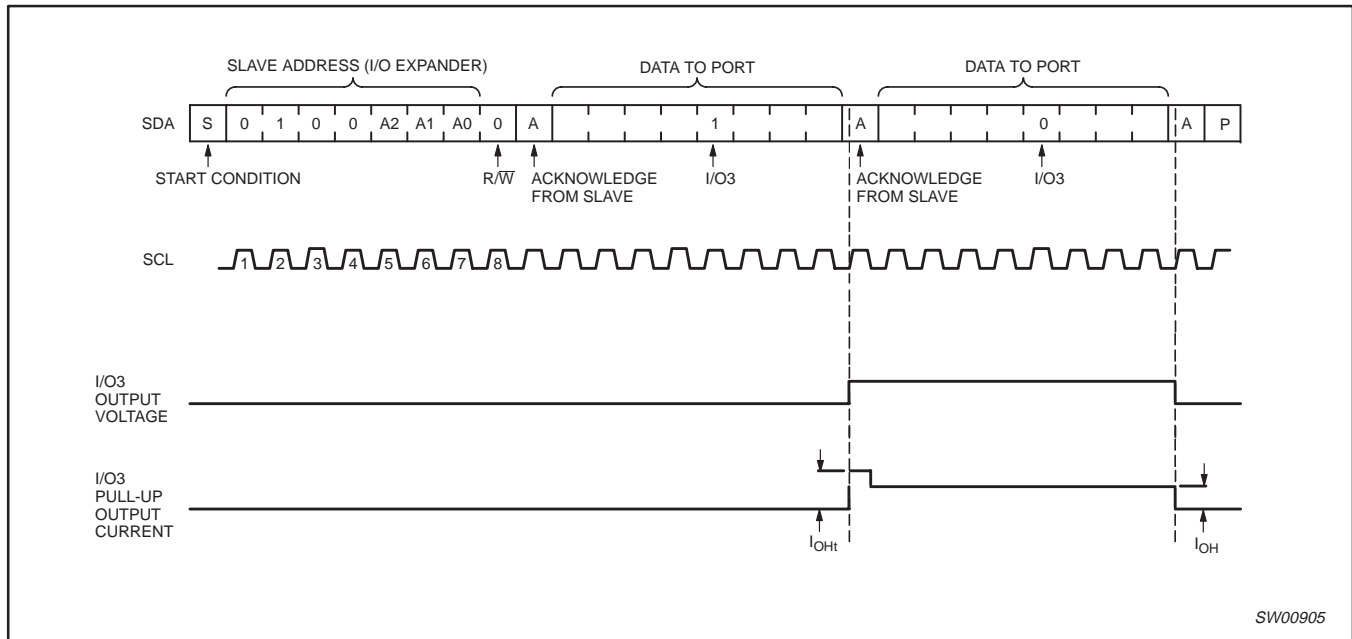 SLAVE ADDRESS (I/O EXPANDER) DATA TO PORT DATA TO PORT
SDA S 0 1 0 0 A2 A1 A0 0 A 1 A 0 A P
START CONDITION R/W̅ ACKNOWLEDGE FROM SLAVE I/O3 ACKNOWLEDGE FROM SLAVE I/O3
SCL 1 2 3 4 5 6 7 8
I/O3
OUTPUT
VOLTAGE
I/O3
PULL-UP
OUTPUT
CURRENT
IOHt IOH
SW00905